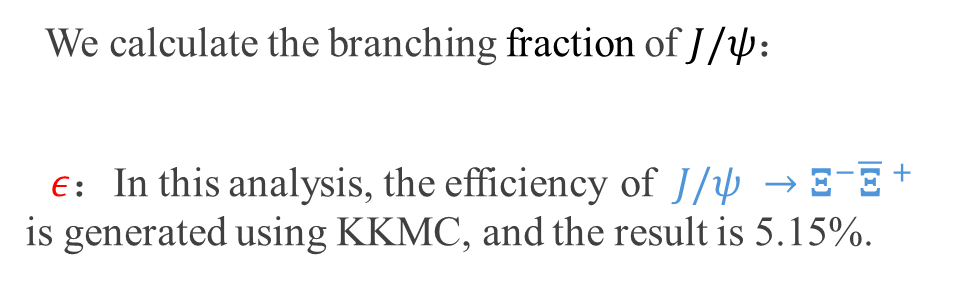 We calculate the branching fraction of J/ψ：
ϵ： In this analysis, the efficiency of J/ψ → Ξ⁻Ξ̅⁺
is generated using KKMC, and the result is 5.15%.